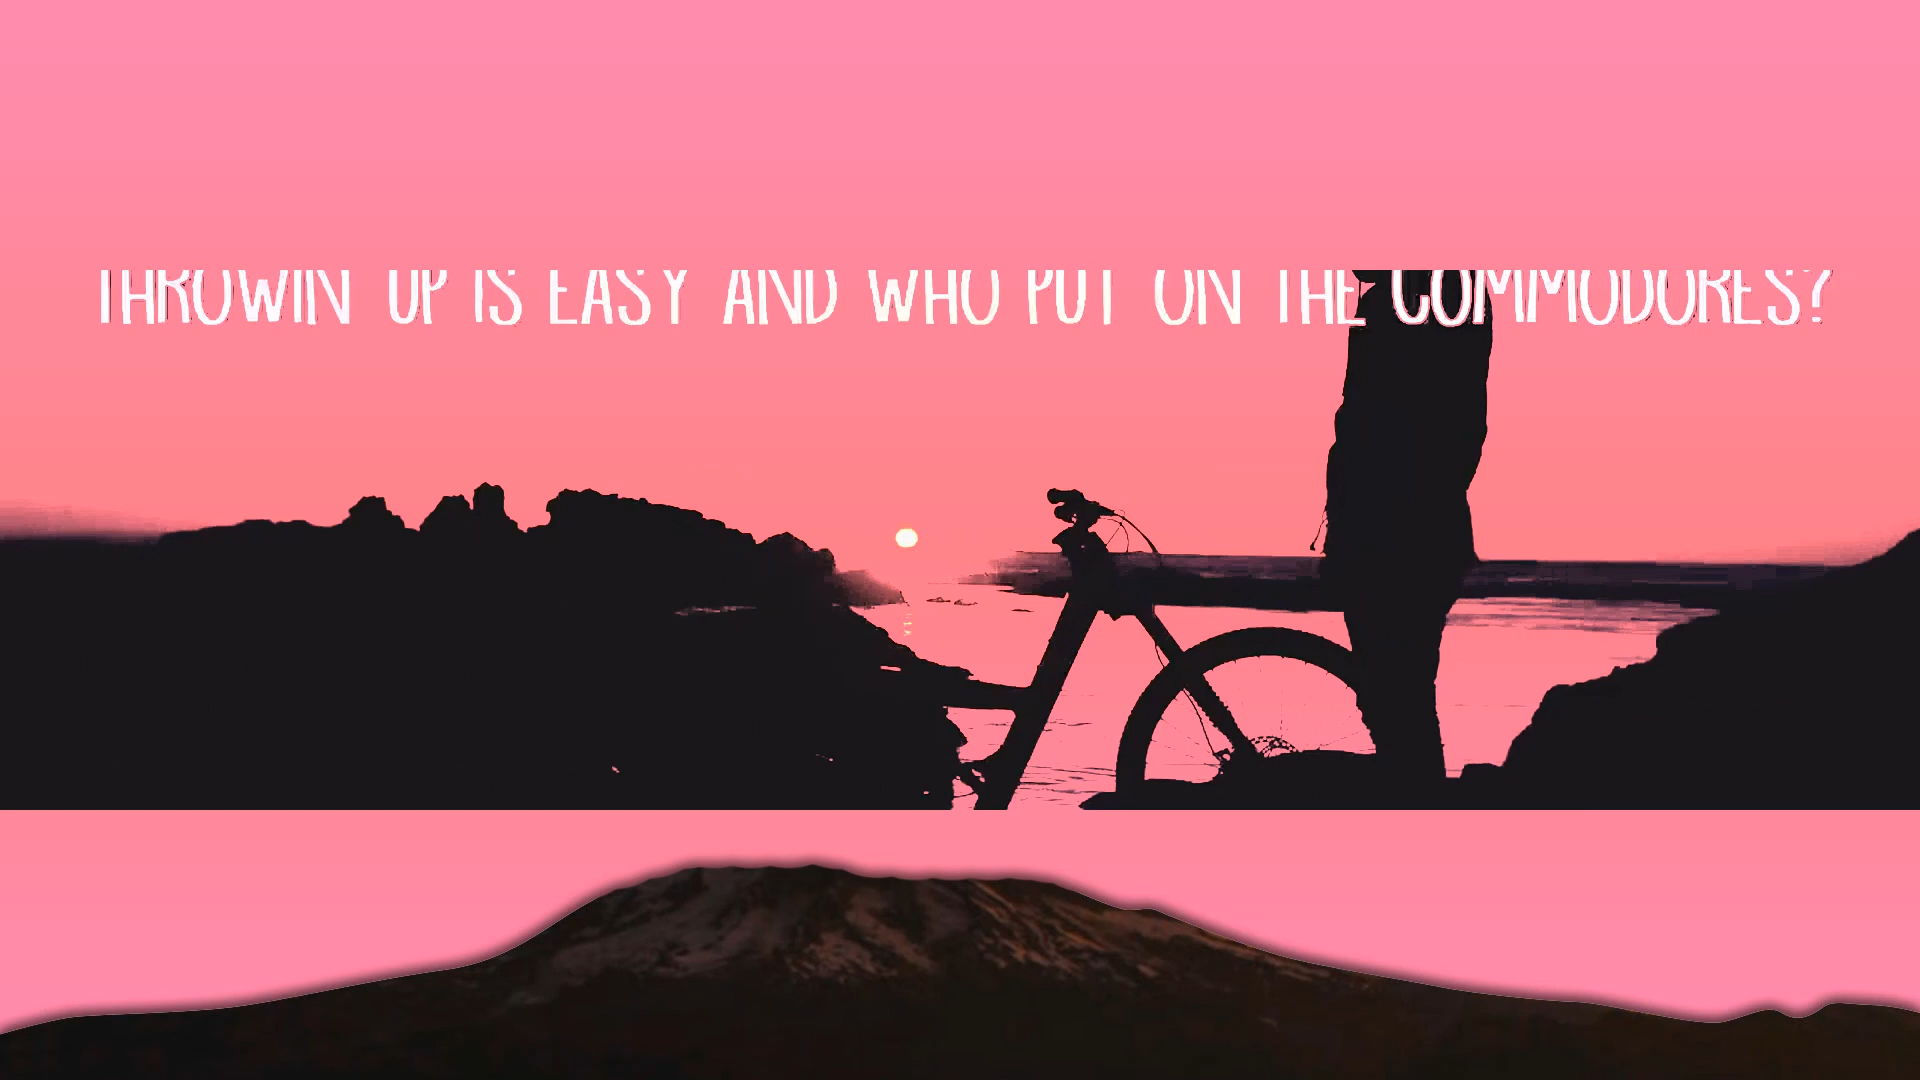 THROWIN' UP IS EASY AND WHO PUT ON THE COMMODORES?